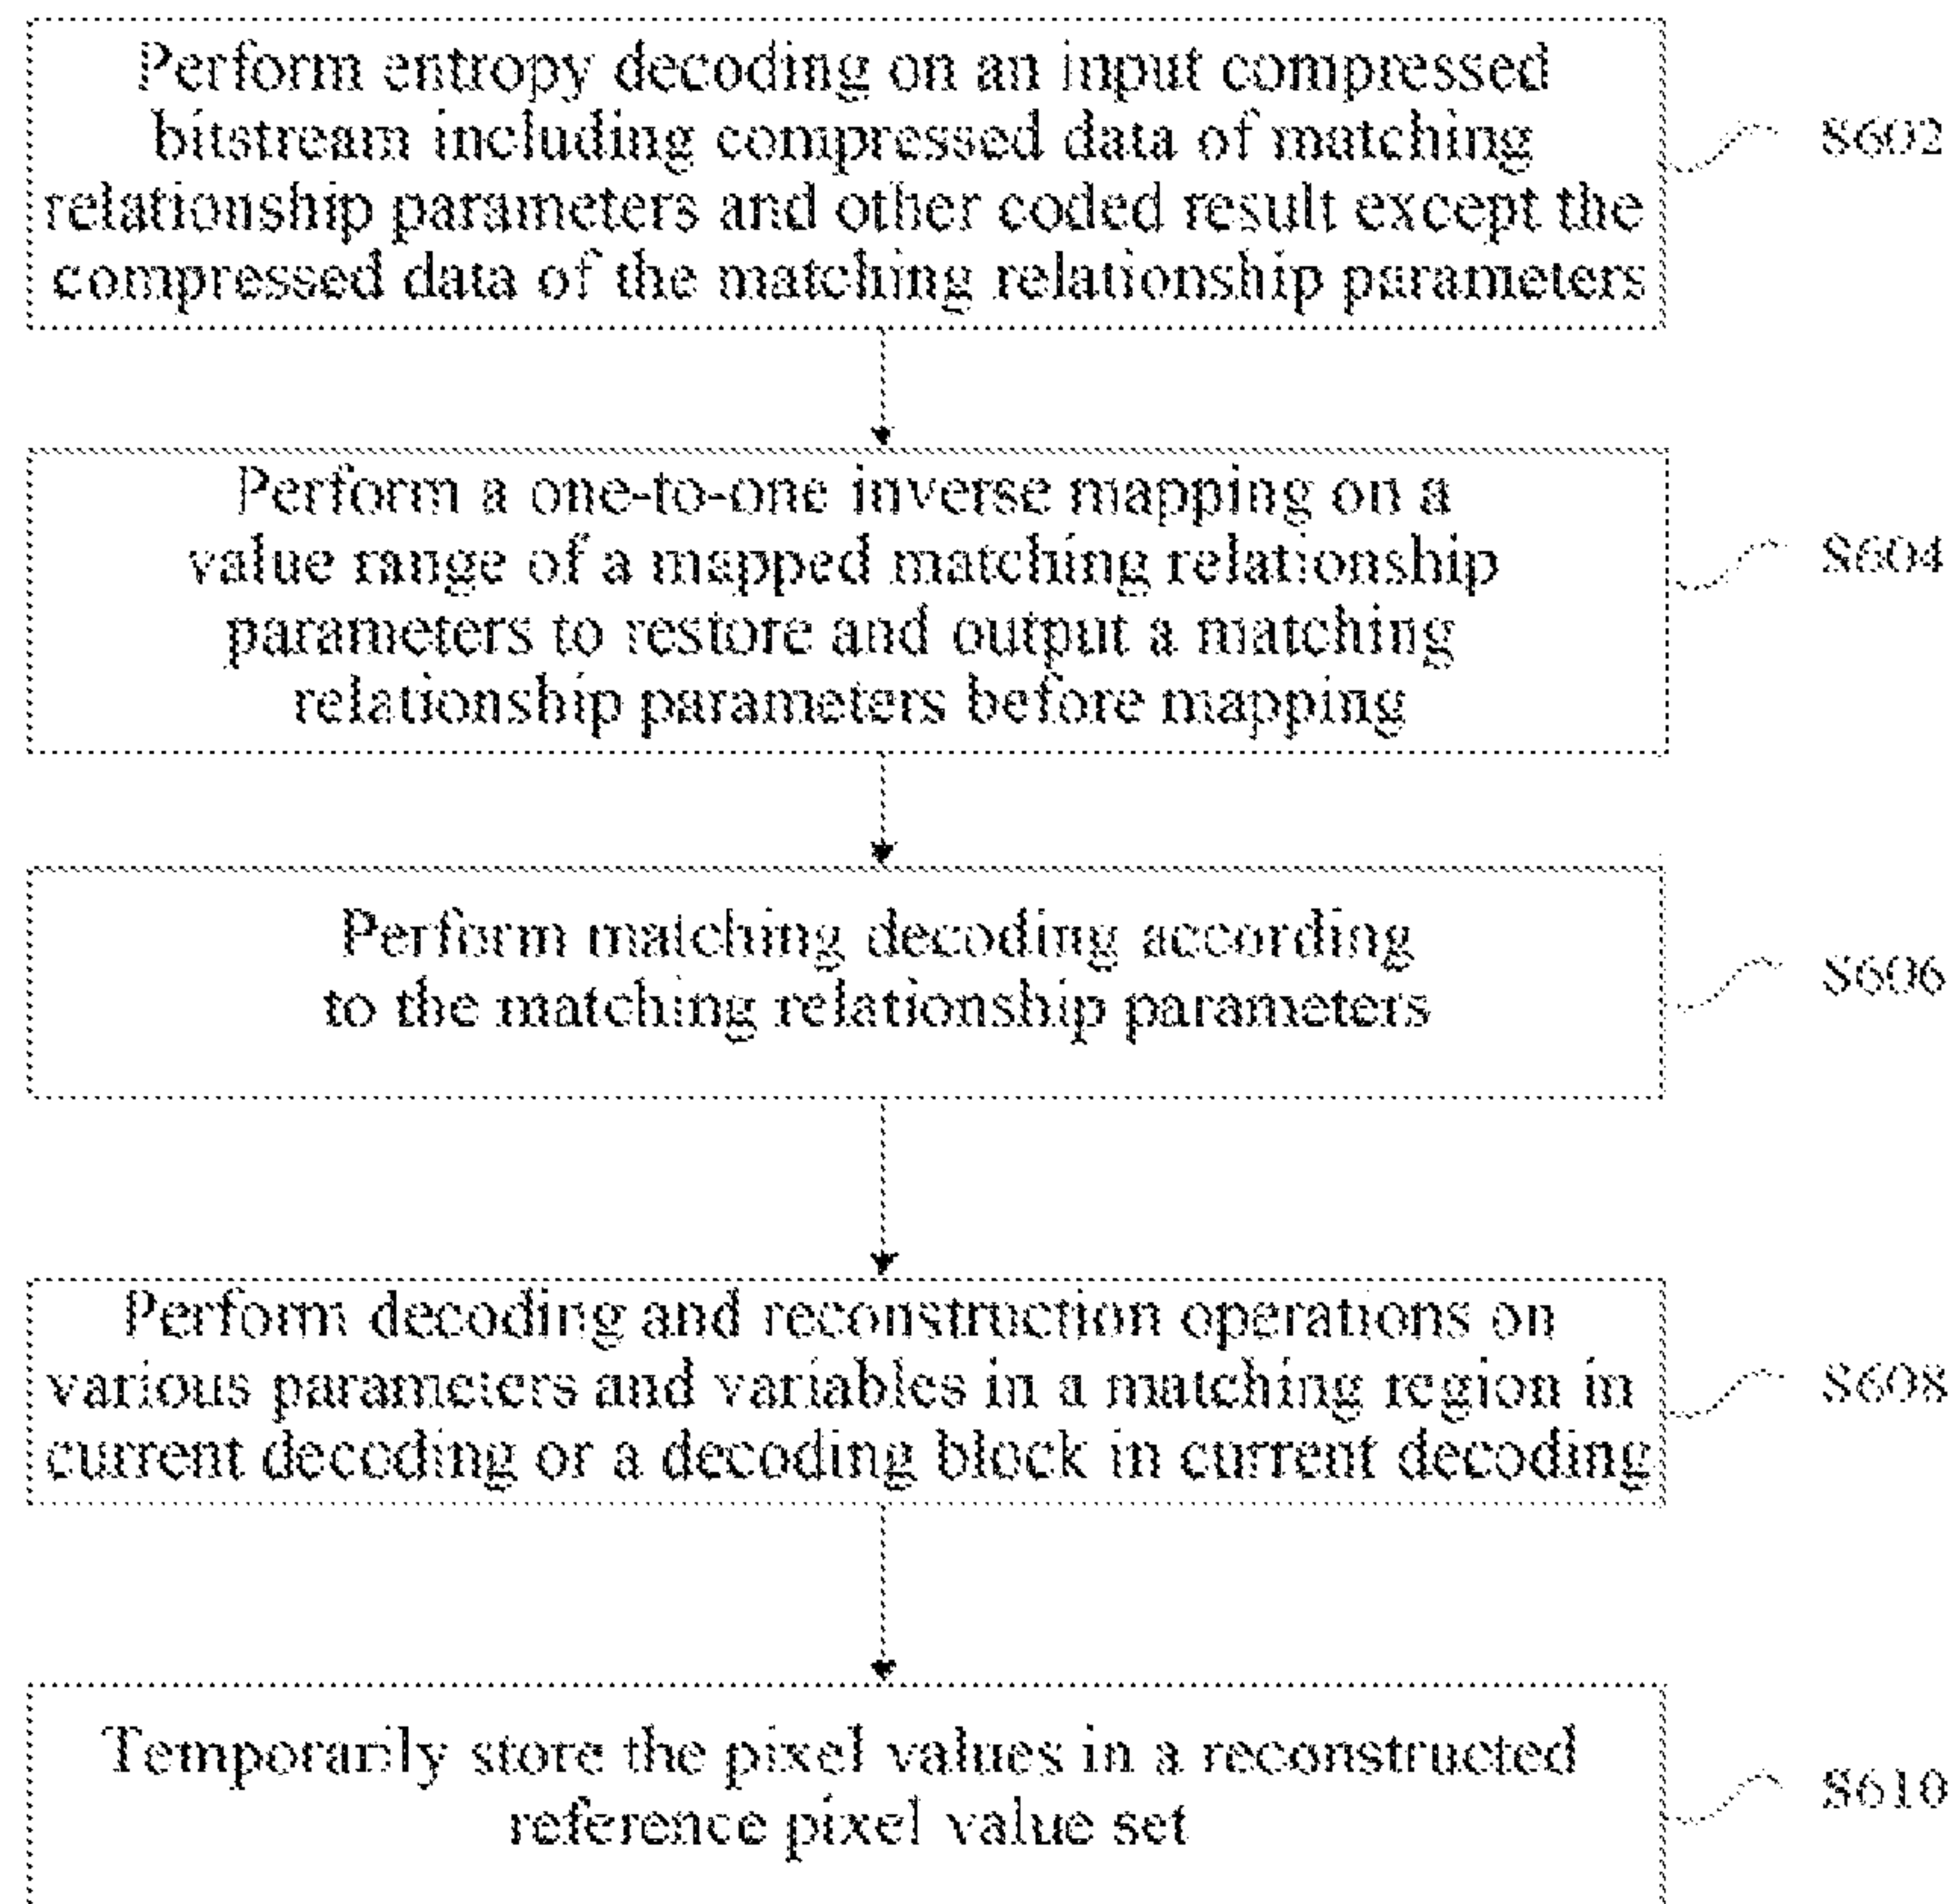 Perform entropy decoding on an input compressed
bitstream including compressed data of matching
relationship parameters and other coded result except the
compressed data of the matching relationship parameters
S602
Perform a one-to-one inverse mapping on a
value range of a mapped matching relationship
parameters to restore and output a matching
relationship parameters before mapping
S604
Perform matching decoding according
to the matching relationship parameters
S606
Perform decoding and reconstruction operations on
various parameters and variables in a matching region in
current decoding or a decoding block in current decoding
S608
Temporarily store the pixel values in a reconstructed
reference pixel value set
S610